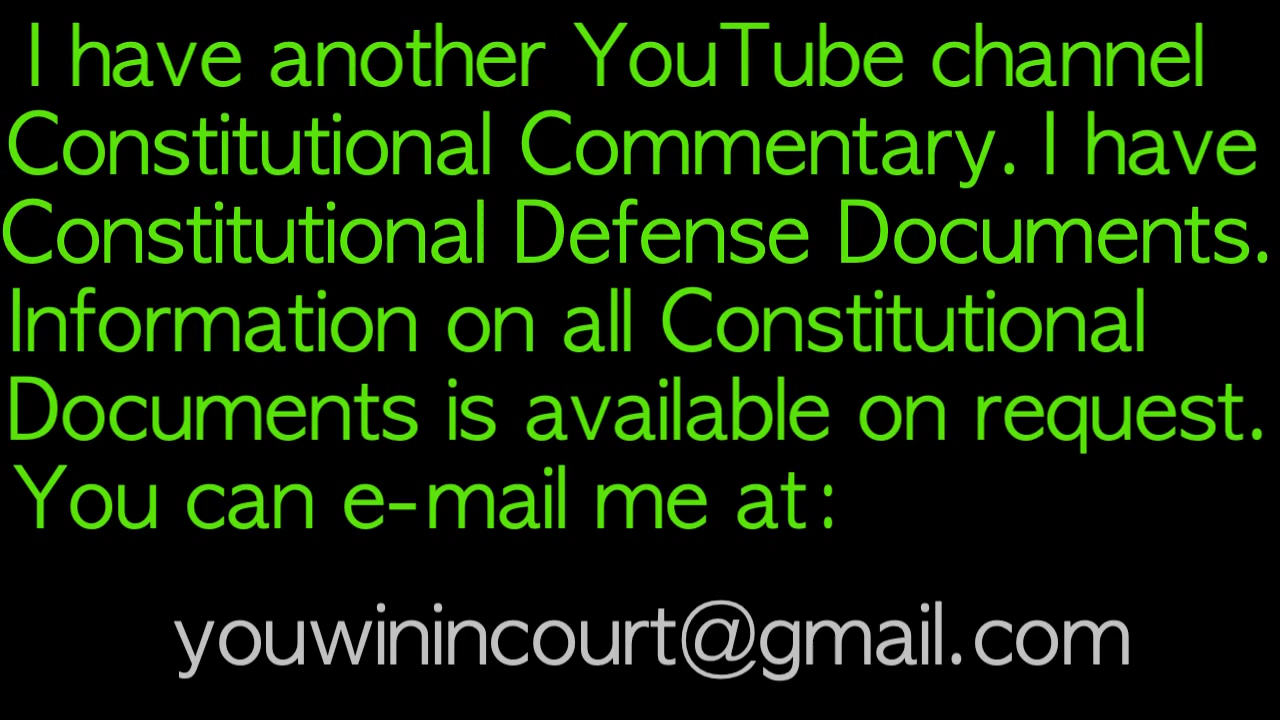 I have another YouTube channel
Constitutional Commentary. I have
Constitutional Defense Documents.
Information on all Constitutional
Documents is available on request.
You can e-mail me at:
youwinincourt@gmail.com